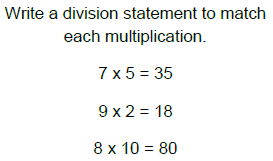 Write a division statement to match
each multiplication.
7 x 5 = 35
9 x 2 = 18
8 x 10 = 80